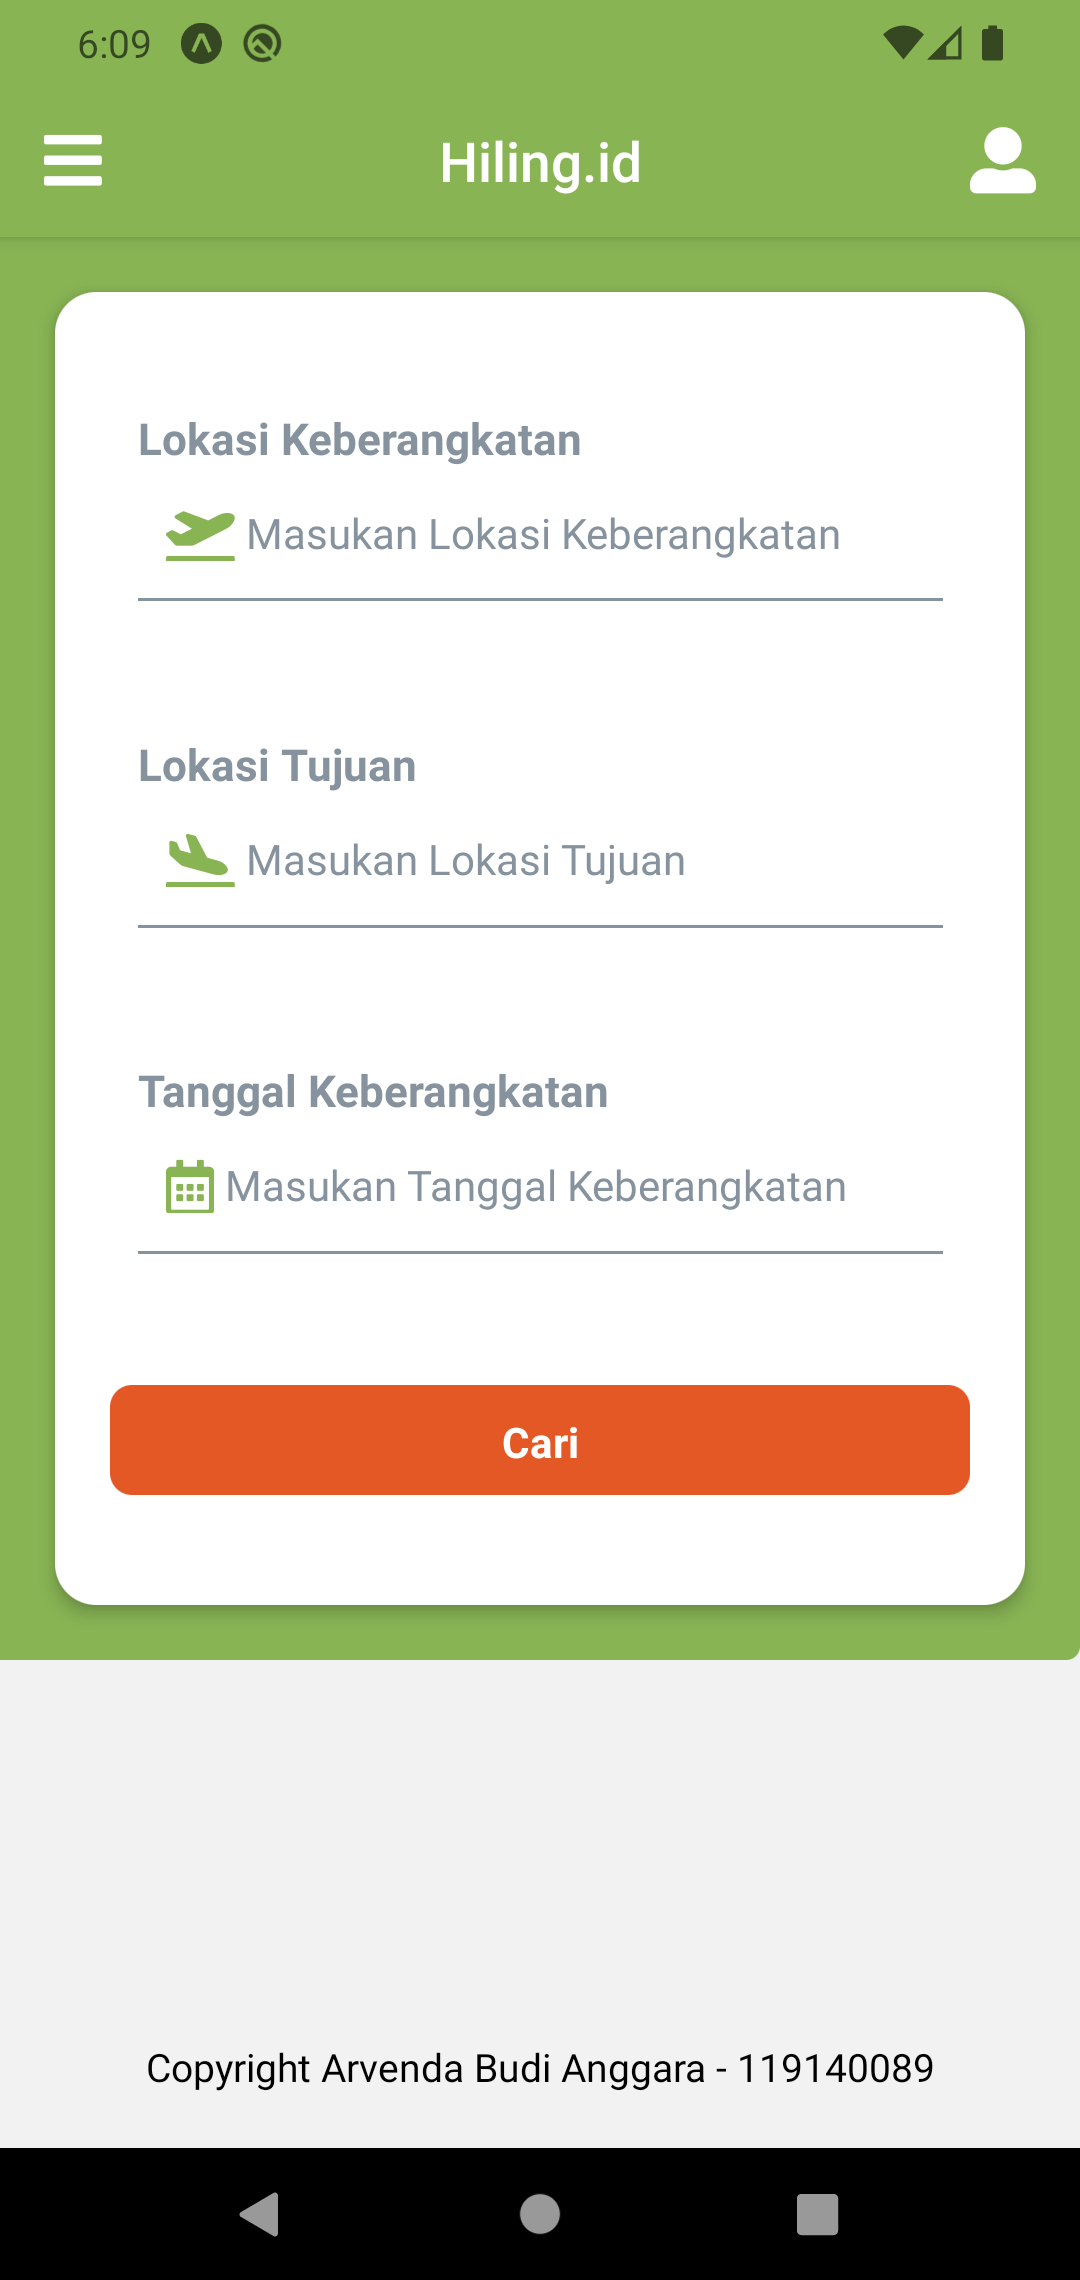 6:09
Hiling.id
Lokasi Keberangkatan
Masukan Lokasi Keberangkatan
Lokasi Tujuan
Masukan Lokasi Tujuan
Tanggal Keberangkatan
Masukan Tanggal Keberangkatan
Cari
Copyright Arvenda Budi Anggara - 119140089